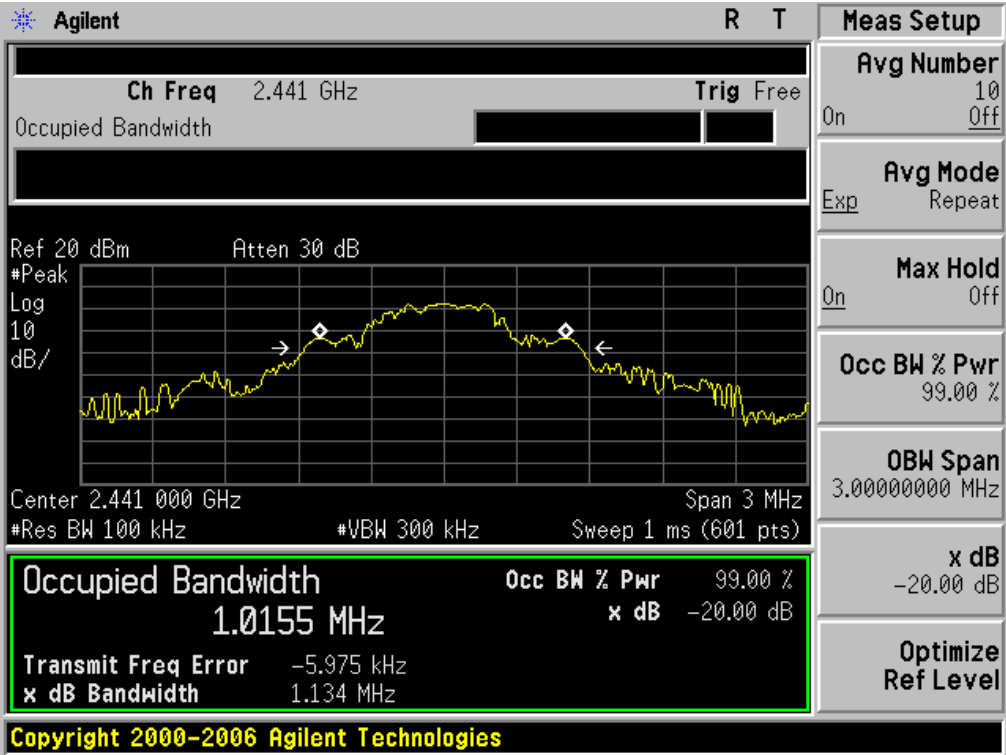 Agilent R T
Ch Freq 2.441 GHz Trig Free
Occupied Bandwidth
Ref 20 dBm Atten 30 dB
#Peak
Log
10
dB/
Center 2.441 000 GHz Span 3 MHz
#Res BW 100 kHz #VBW 300 kHz Sweep 1 ms (601 pts)
Occupied Bandwidth Occ BW % Pwr 99.00 %
1.0155 MHz x dB -20.00 dB
Transmit Freq Error -5.975 kHz
x dB Bandwidth 1.134 MHz
Copyright 2000-2006 Agilent Technologies
Meas Setup
Avg Number
10
On Off
Avg Mode
Exp Repeat
Max Hold
On Off
Occ BW % Pwr
99.00 %
OBW Span
3.00000000 MHz
x dB
-20.00 dB
Optimize
Ref Level